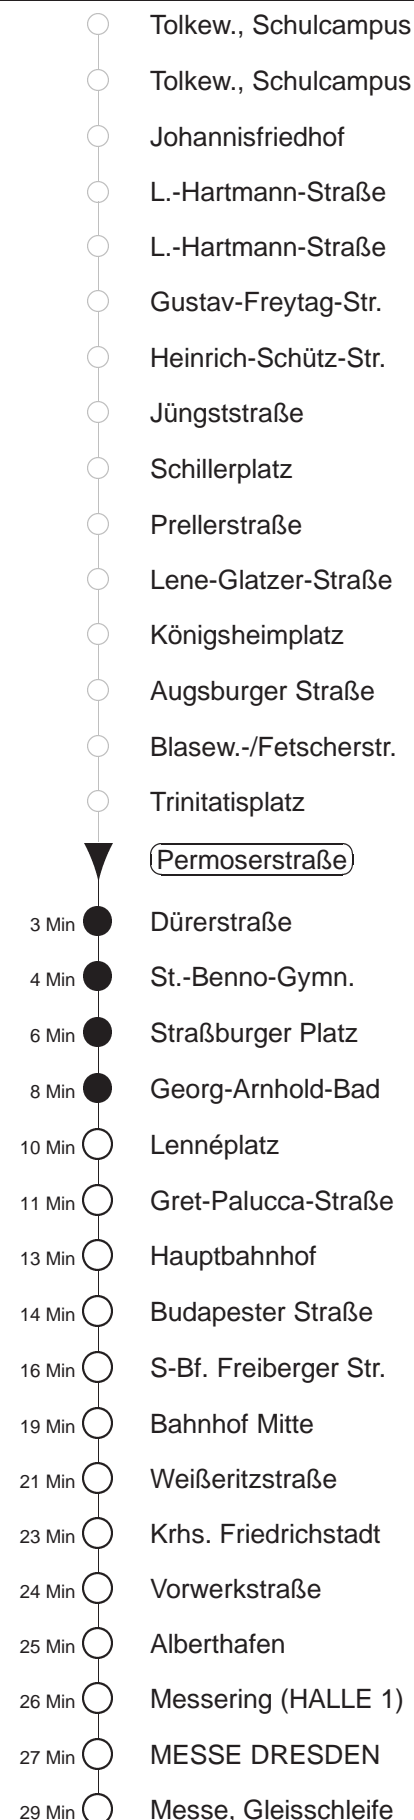 Tolkew., Schulcampus
Tolkew., Schulcampus
Johannisfriedhof
L.-Hartmann-Straße
L.-Hartmann-Straße
Gustav-Freytag-Str.
Heinrich-Schütz-Str.
Jüngststraße
Schillerplatz
Prellerstraße
Lene-Glatzer-Straße
Königsheimplatz
Augsburger Straße
Blasew.-/Fetscherstr.
Trinitatisplatz
Permoserstraße
3 Min Dürerstraße
4 Min St.-Benno-Gymn.
6 Min Straßburger Platz
8 Min Georg-Arnhold-Bad
10 Min Lennéplatz
11 Min Gret-Palucca-Straße
13 Min Hauptbahnhof
14 Min Budapester Straße
16 Min S-Bf. Freiberger Str.
19 Min Bahnhof Mitte
21 Min Weißeritzstraße
23 Min Krhs. Friedrichstadt
24 Min Vorwerkstraße
25 Min Alberthafen
26 Min Messering (HALLE 1)
27 Min MESSE DRESDEN
29 Min Messe, Gleisschleife